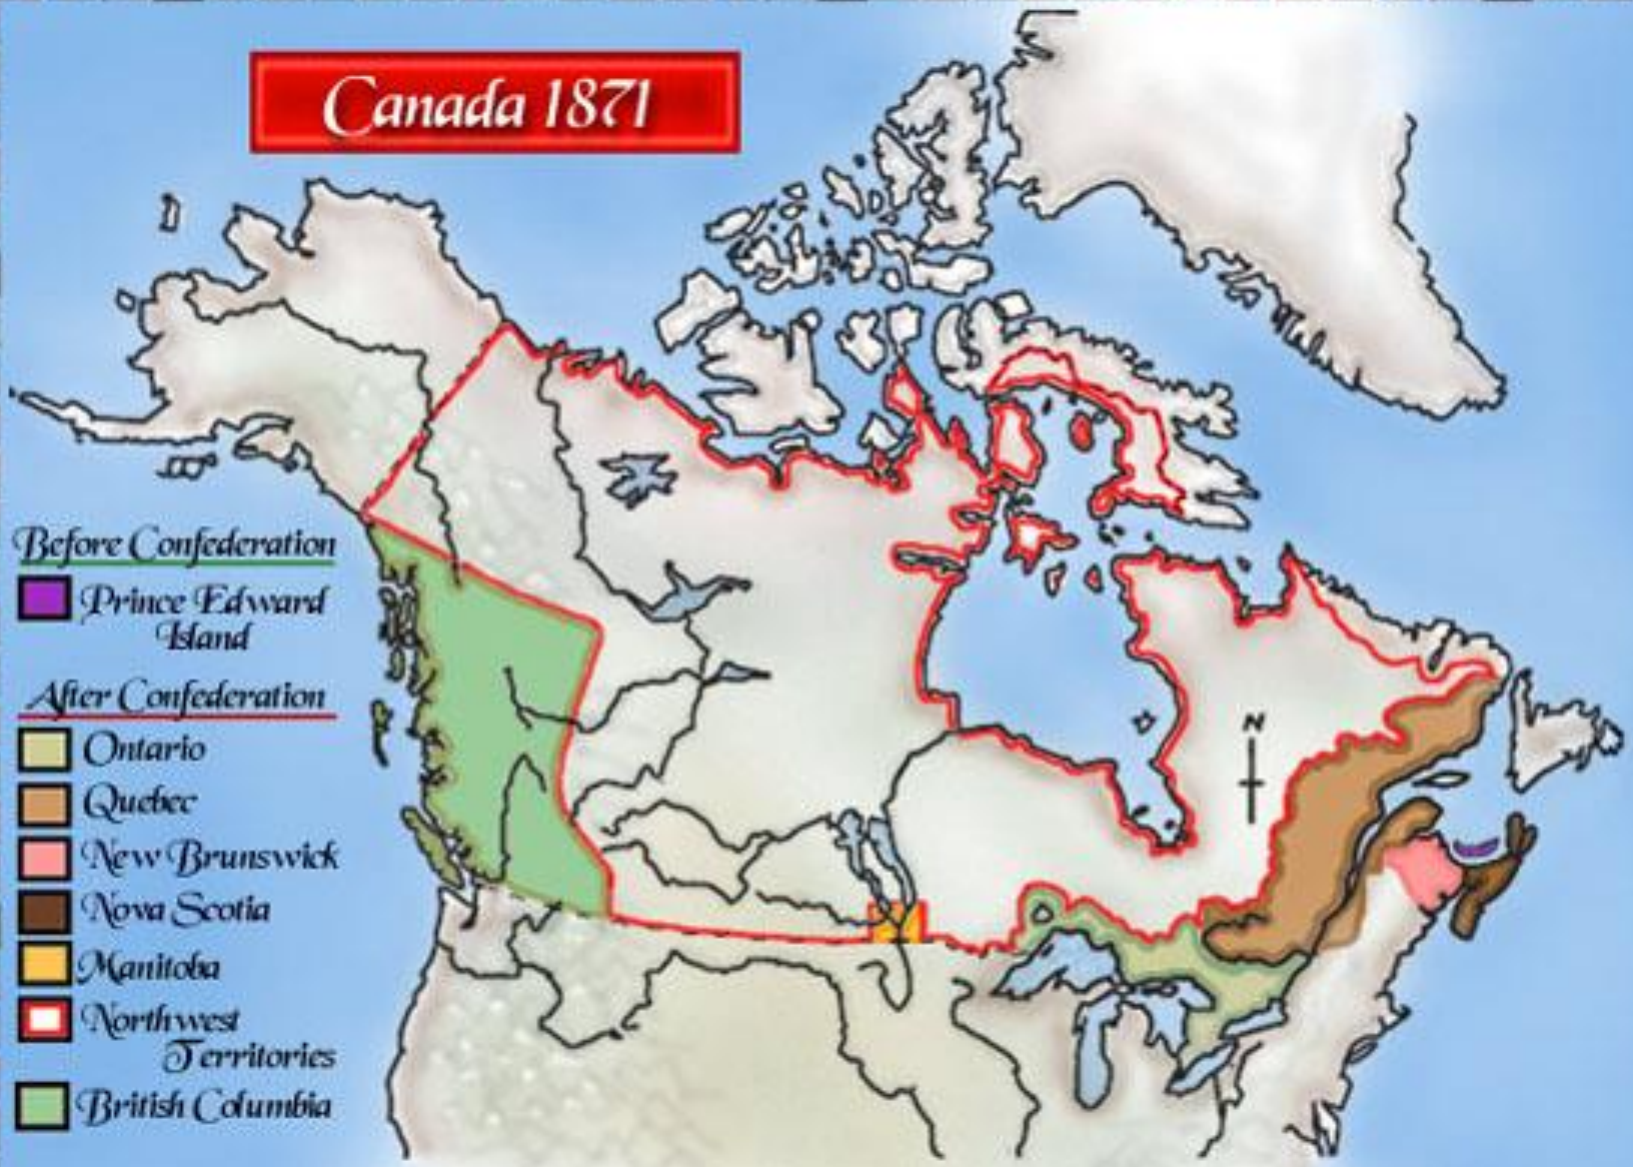 Canada 1871
Before Confederation
Prince Edward
Island
After Confederation
Ontario
Quebec
New Brunswick
Nova Scotia
Manitoba
Northwest
Territories
British Columbia
N